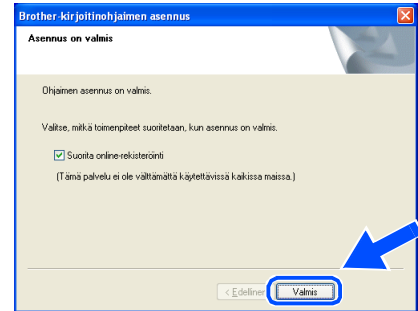 Brother-kirjoitinohjaimen asennus
Asennus on valmis
Ohjaimen asennus on valmis.
Valitse, mitkä toimenpiteet suoritetaan, kun asennus on valmis.
Suorita online-rekisteröinti
(Tämä palvelu ei ole välttämättä käytettävissä kaikissa maissa.)
< Edelliner Valmis